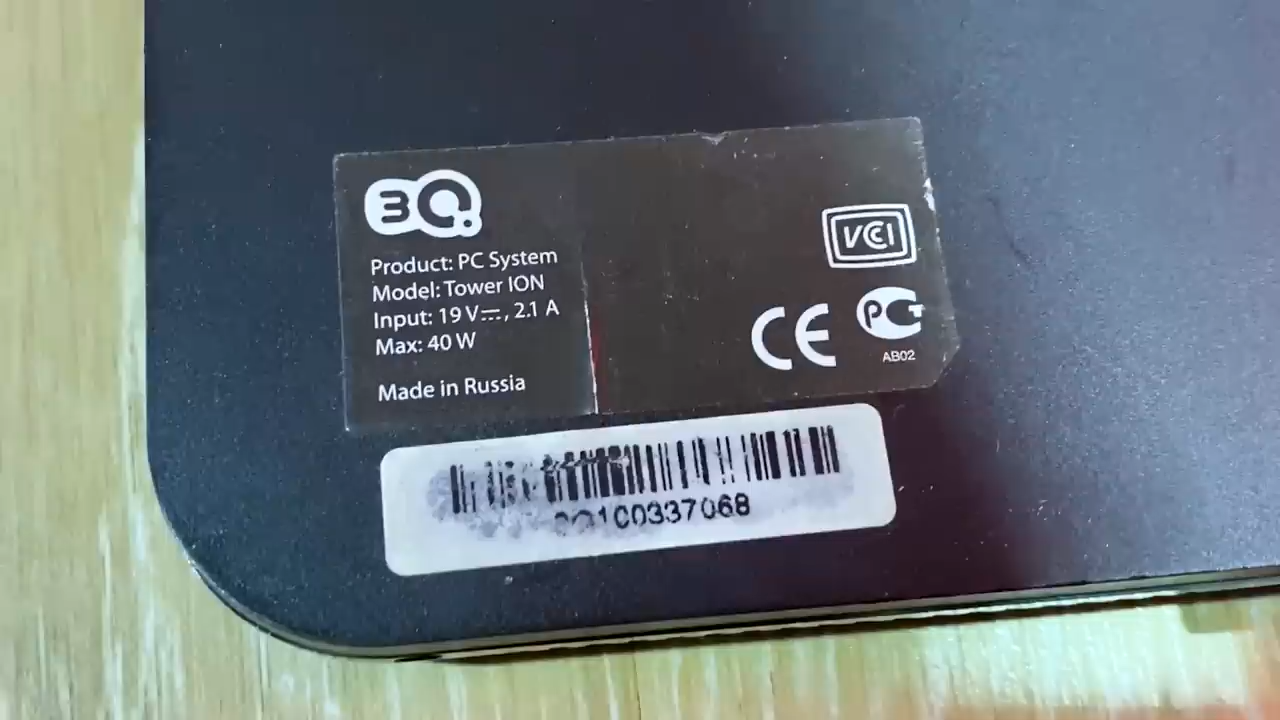 3Q.
Product: PC System
Model: Tower ION
Input: 19 V⎓, 2.1 A
Max: 40 W
Made in Russia
VCCI
CE
РСТ
AB02